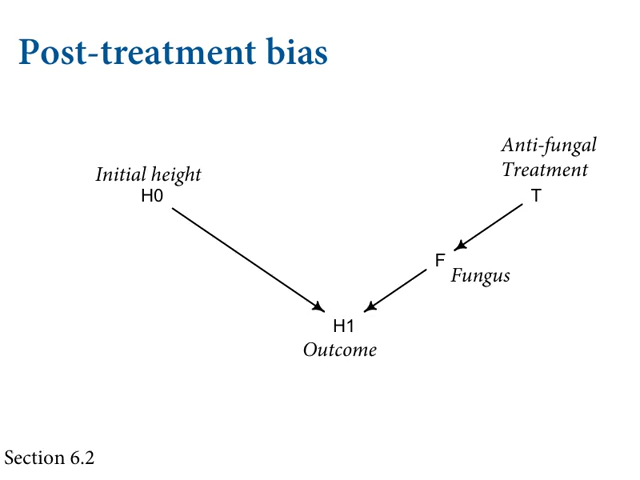 Post-treatment bias
Anti-fungal
Treatment
T
Initial height
H0
F
Fungus
H1
Outcome
Section 6.2